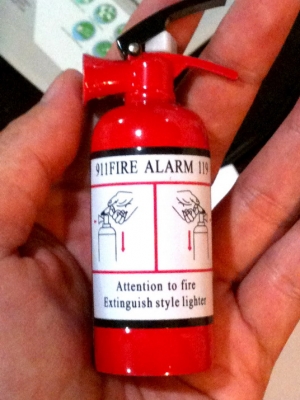 911FIRE ALARM 119
Attention to fire
Extinguish style lighter